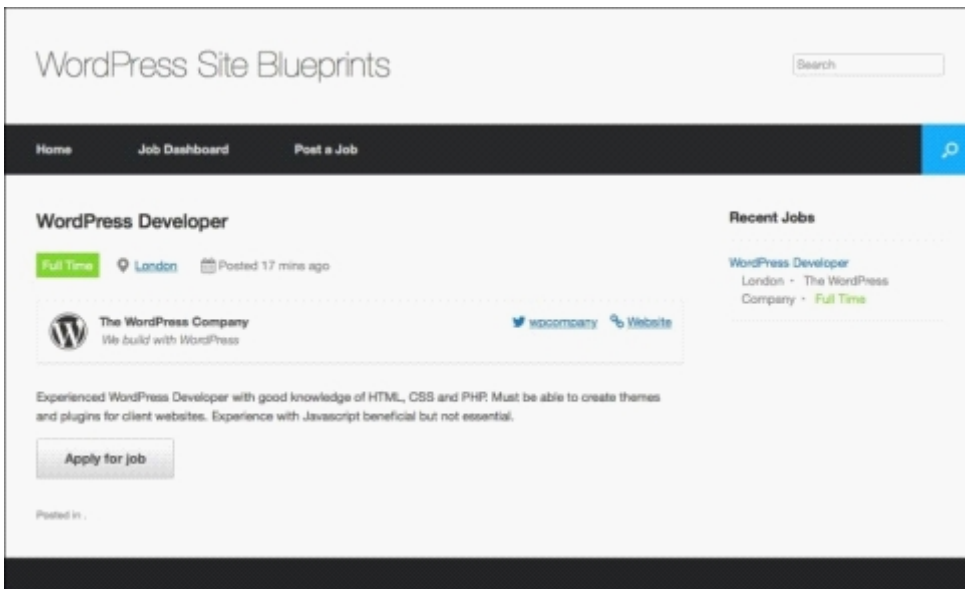 WordPress Site Blueprints
Search
Home Job Dashboard Post a Job
WordPress Developer
Full Time London Posted 17 mins ago
The WordPress Company
We build with WordPress
wpcompany Website
Experienced WordPress Developer with good knowledge of HTML, CSS and PHP. Must be able to create themes
and plugins for client websites. Experience with Javascript beneficial but not essential.
Apply for job
Posted in .
Recent Jobs
WordPress Developer
London • The WordPress
Company • Full Time